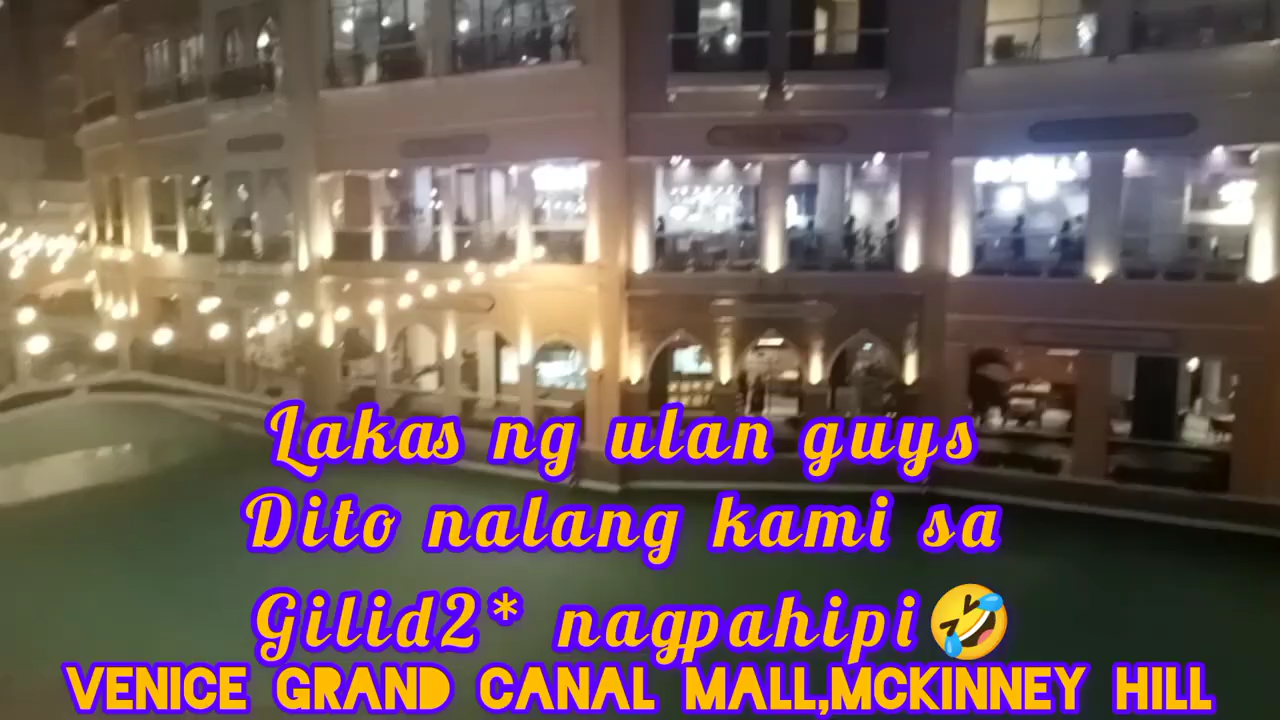 Lakas ng ulan guys
Dito nalang kami sa
Gilid2* nagpahipi🤣
VENICE GRAND CANAL MALL,MCKINNEY HILL